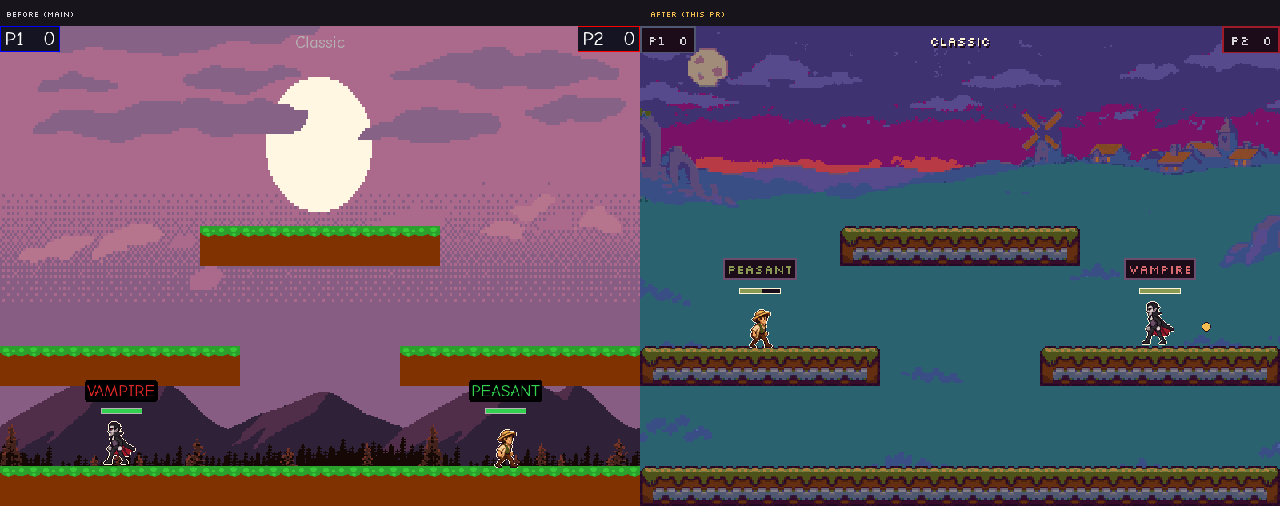 BEFORE (MAIN)
P1 0
Classic
P2 0
VAMPIRE
PEASANT
AFTER (THIS PR)
P1 0
CLASSIC
P2 0
PEASANT
VAMPIRE